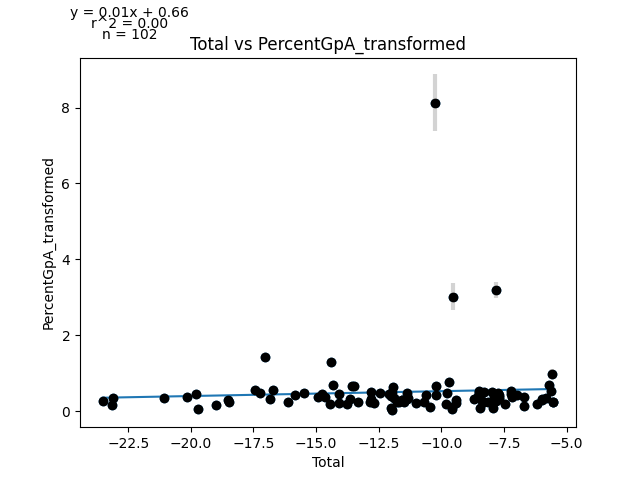 y = 0.01x + 0.66
r^2 = 0.00
n = 102
Total vs PercentGpA_transformed
PercentGpA_transformed
8
6
4
2
0
−22.5 −20.0 −17.5 −15.0 −12.5 −10.0 −7.5 −5.0
Total